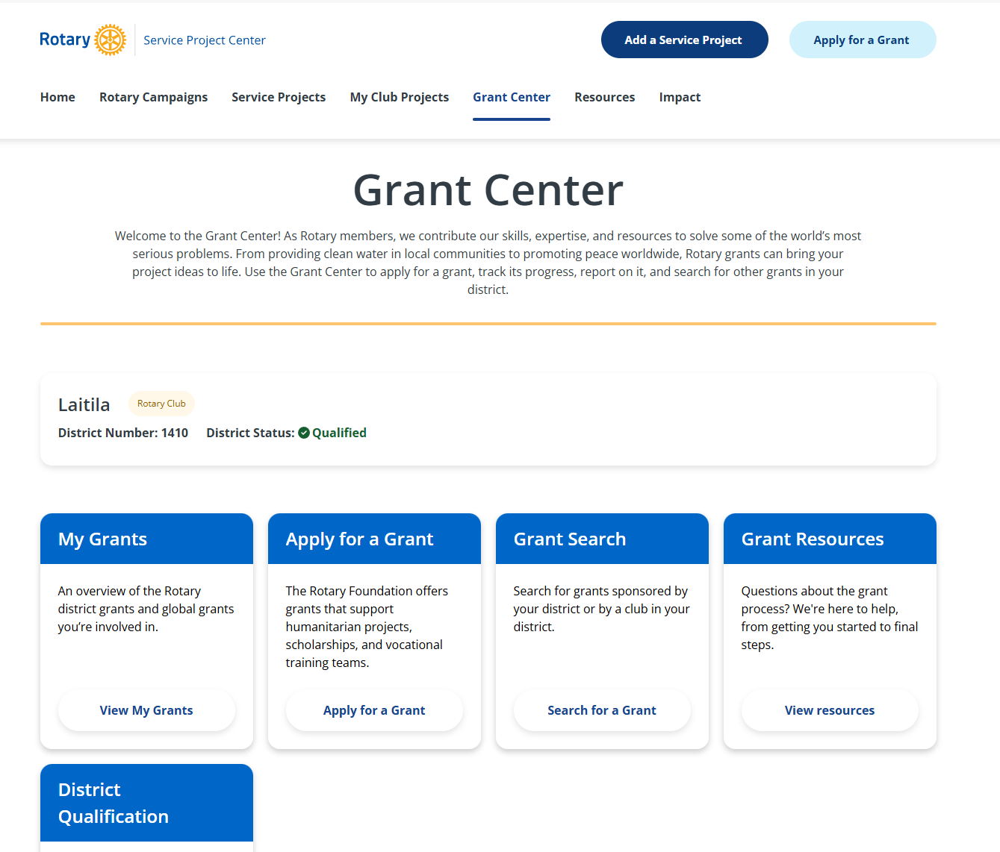 Rotary
Service Project Center
Add a Service Project
Apply for a Grant
Home
Rotary Campaigns
Service Projects
My Club Projects
Grant Center
Resources
Impact
Grant Center
Welcome to the Grant Center! As Rotary members, we contribute our skills, expertise, and resources to solve some of the world’s most
serious problems. From providing clean water in local communities to promoting peace worldwide, Rotary grants can bring your
project ideas to life. Use the Grant Center to apply for a grant, track its progress, report on it, and search for other grants in your
district.
Laitila
Rotary Club
District Number: 1410
District Status: Qualified
My Grants
An overview of the Rotary
district grants and global grants
you’re involved in.
View My Grants
Apply for a Grant
The Rotary Foundation offers
grants that support
humanitarian projects,
scholarships, and vocational
training teams.
Apply for a Grant
Grant Search
Search for grants sponsored by
your district or by a club in your
district.
Search for a Grant
Grant Resources
Questions about the grant
process? We're here to help,
from getting you started to final
steps.
View resources
District
Qualification